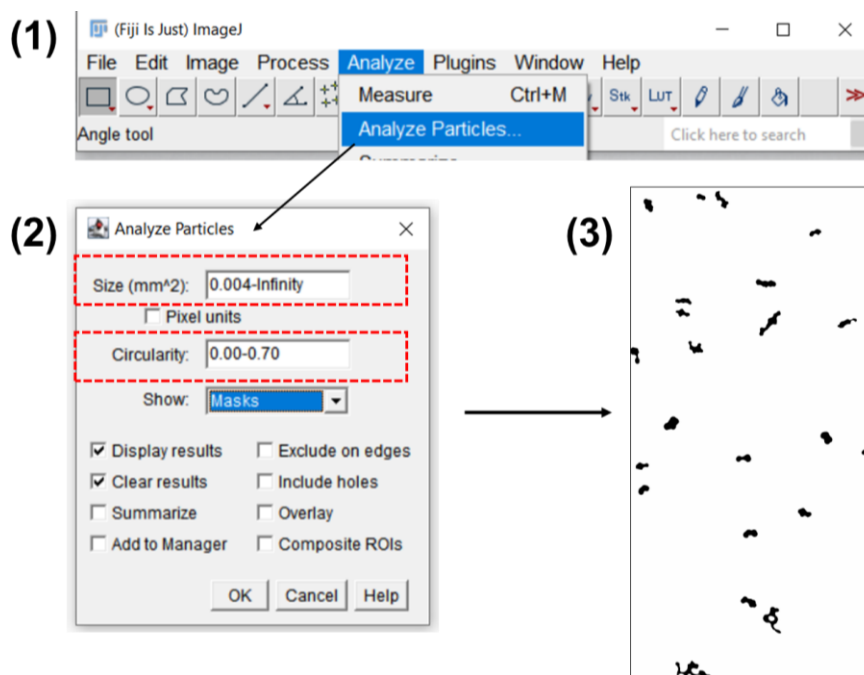 (1)
(Fiji Is Just) ImageJ
File Edit Image Process Analyze Plugins Window Help
Stk LUT
Measure Ctrl+M
Angle tool
Analyze Particles...
Click here to search
(2)
Analyze Particles
(3)
Size (mm^2): 0.004-Infinity
Pixel units
Circularity: 0.00-0.70
Show: Masks
Display results Exclude on edges
Clear results Include holes
Summarize Overlay
Add to Manager Composite ROIs
OK Cancel Help